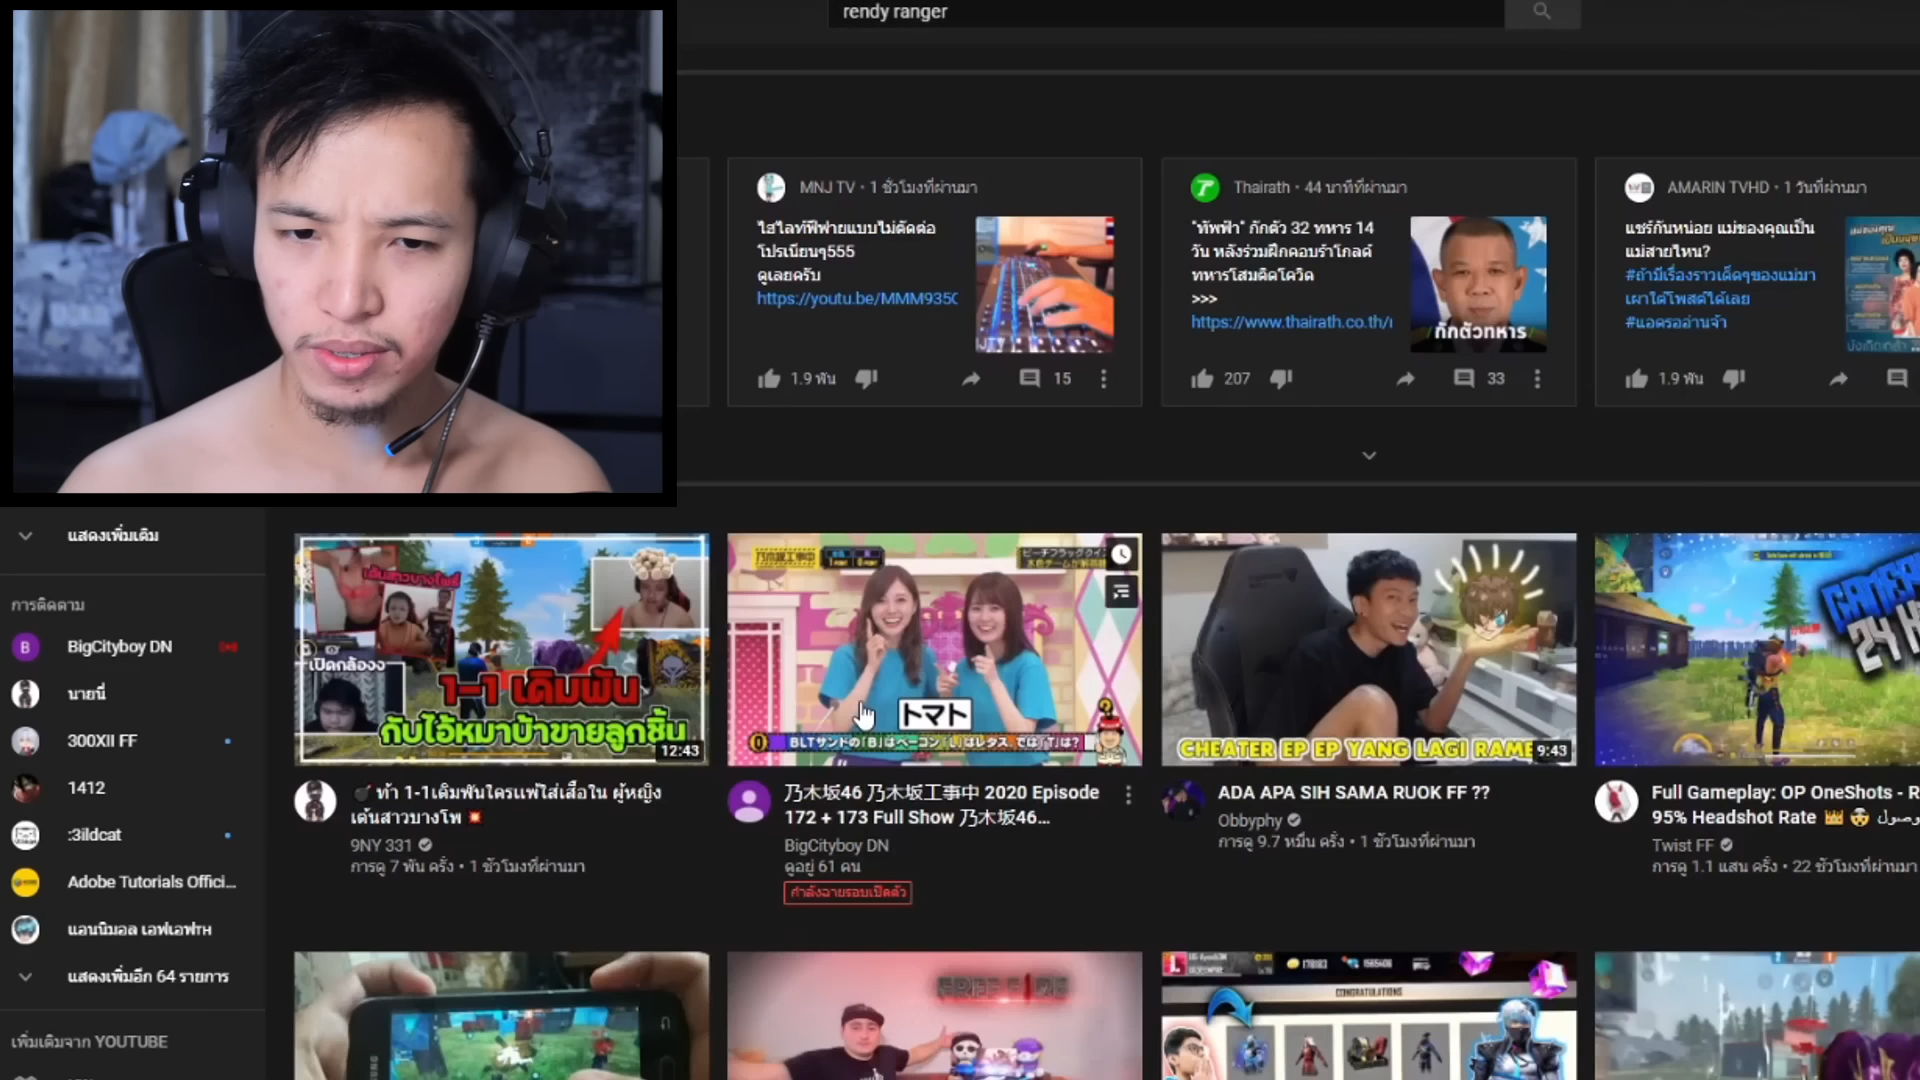 rendy ranger
MNJ TV • 1 ชั่วโมงที่ผ่านมา
ไฮไลท์ฟีฟายแบบไม่ตัดต่อ
โปรเนียนๆ555
ดูเลยครับ
https://youtu.be/MMM935C
1.9 พัน
15
Thairath • 44 นาทีที่ผ่านมา
"ทัพฟ้า" กักตัว 32 ทหาร 14
วัน หลังร่วมฝึกคอบร้าโกลด์
ทหารโสมติดโควิด
>>>
https://www.thairath.co.th/r
กักตัวทหาร
207
33
AMARIN TVHD • 1 วันที่ผ่านมา
แชร์กันหน่อย แม่ของคุณเป็น
แม่สายไหน?
#ถ้ามีเรื่องราวเด็ดๆของแม่มา
เผาใต้โพสต์ได้เลย
#แอดรออ่านจ้า
1.9 พัน
แสดงเพิ่มเติม
การติดตาม
B
BigCityboy DN
นายนี่
300XII FF
1412
:3ildcat
Adobe Tutorials Offici...
แอนนิมอล เอฟเอฟTH
แสดงเพิ่มอีก 64 รายการ
เพิ่มเติมจาก YOUTUBE
เปิดกล้องงง
1-1 เดิมพัน
กับไอ้หมาป้าขายลูกชิ้น
12:43
ท้า 1-1เดิมพันใครแพ้ใส่เสื้อใน ผู้หญิง
เต้นสาวบางโพ
9NY 331
การดู 7 พัน ครั้ง • 1 ชั่วโมงที่ผ่านมา
トマト
BLTサンドの「B」はベーコン「L」はレタス、では「T」は?
乃木坂46 乃木坂工事中 2020 Episode
172 + 173 Full Show 乃木坂46...
BigCityboy DN
ดูอยู่ 61 คน
กำลังฉายรอบเปิดตัว
CHEATER EP EP YANG LAGI RAME
9:43
ADA APA SIH SAMA RUOK FF ??
Obbyphy
การดู 9.7 หมื่น ครั้ง • 1 ชั่วโมงที่ผ่านมา
24 H
Full Gameplay: OP OneShots - R
95% Headshot Rate
Twist FF
การดู 1.1 แสน ครั้ง • 22 ชั่วโมงที่ผ่านมา
FREE FIRE
CONGRATULATIONS